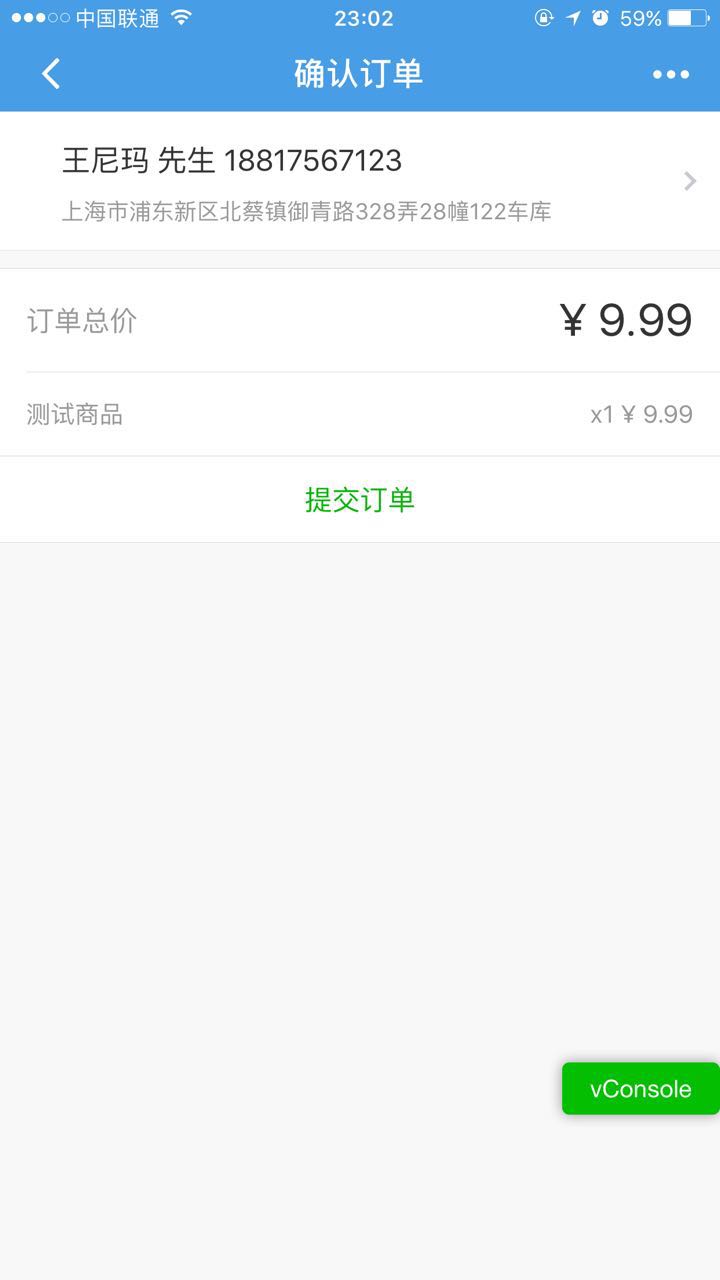 中国联通 23:02 59%
确认订单
王尼玛 先生 18817567123
上海市浦东新区北蔡镇御青路328弄28幢122车库
订单总价 ¥ 9.99
测试商品 x1 ¥ 9.99
提交订单
vConsole